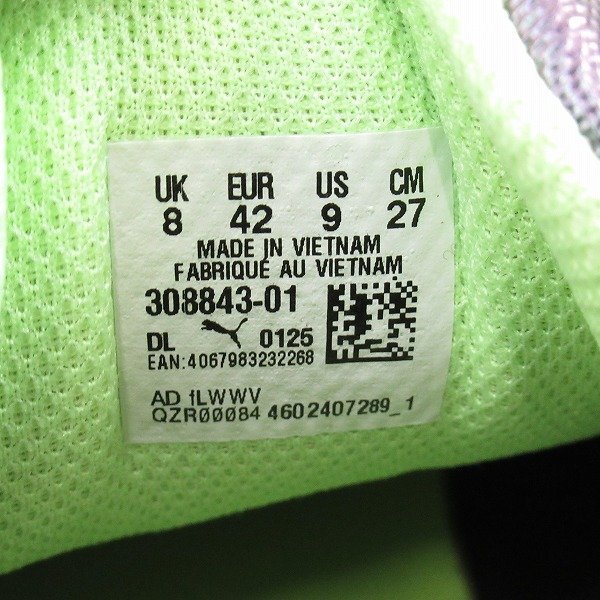 UK EUR US CM
8 42 9 27
MADE IN VIETNAM
FABRIQUÉ AU VIETNAM
308843-01
DL 0125
EAN:4067983232268
AD fLWWV
QZR00084 4602407289_1